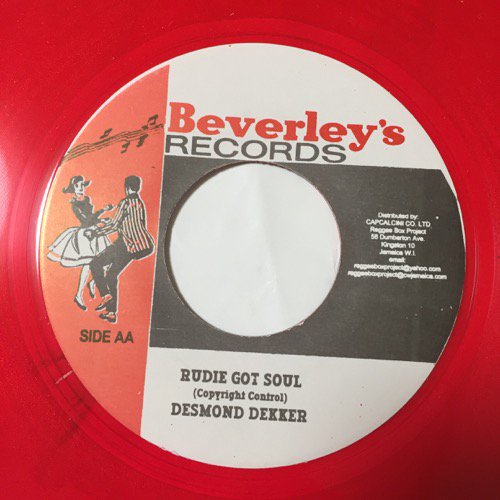 Beverley's
RECORDS
Distributed by:
CAPCALCINI CO. LTD
Reggae Box Project
58 Dumbarton Ave.
Kingston 10
Jamaica W.I.
email:
reggeeboxproject@yahoo.com
reggaeboxproject@cwjamaica.com
SIDE AA
RUDIE GOT SOUL
(Copyright Control)
DESMOND DEKKER